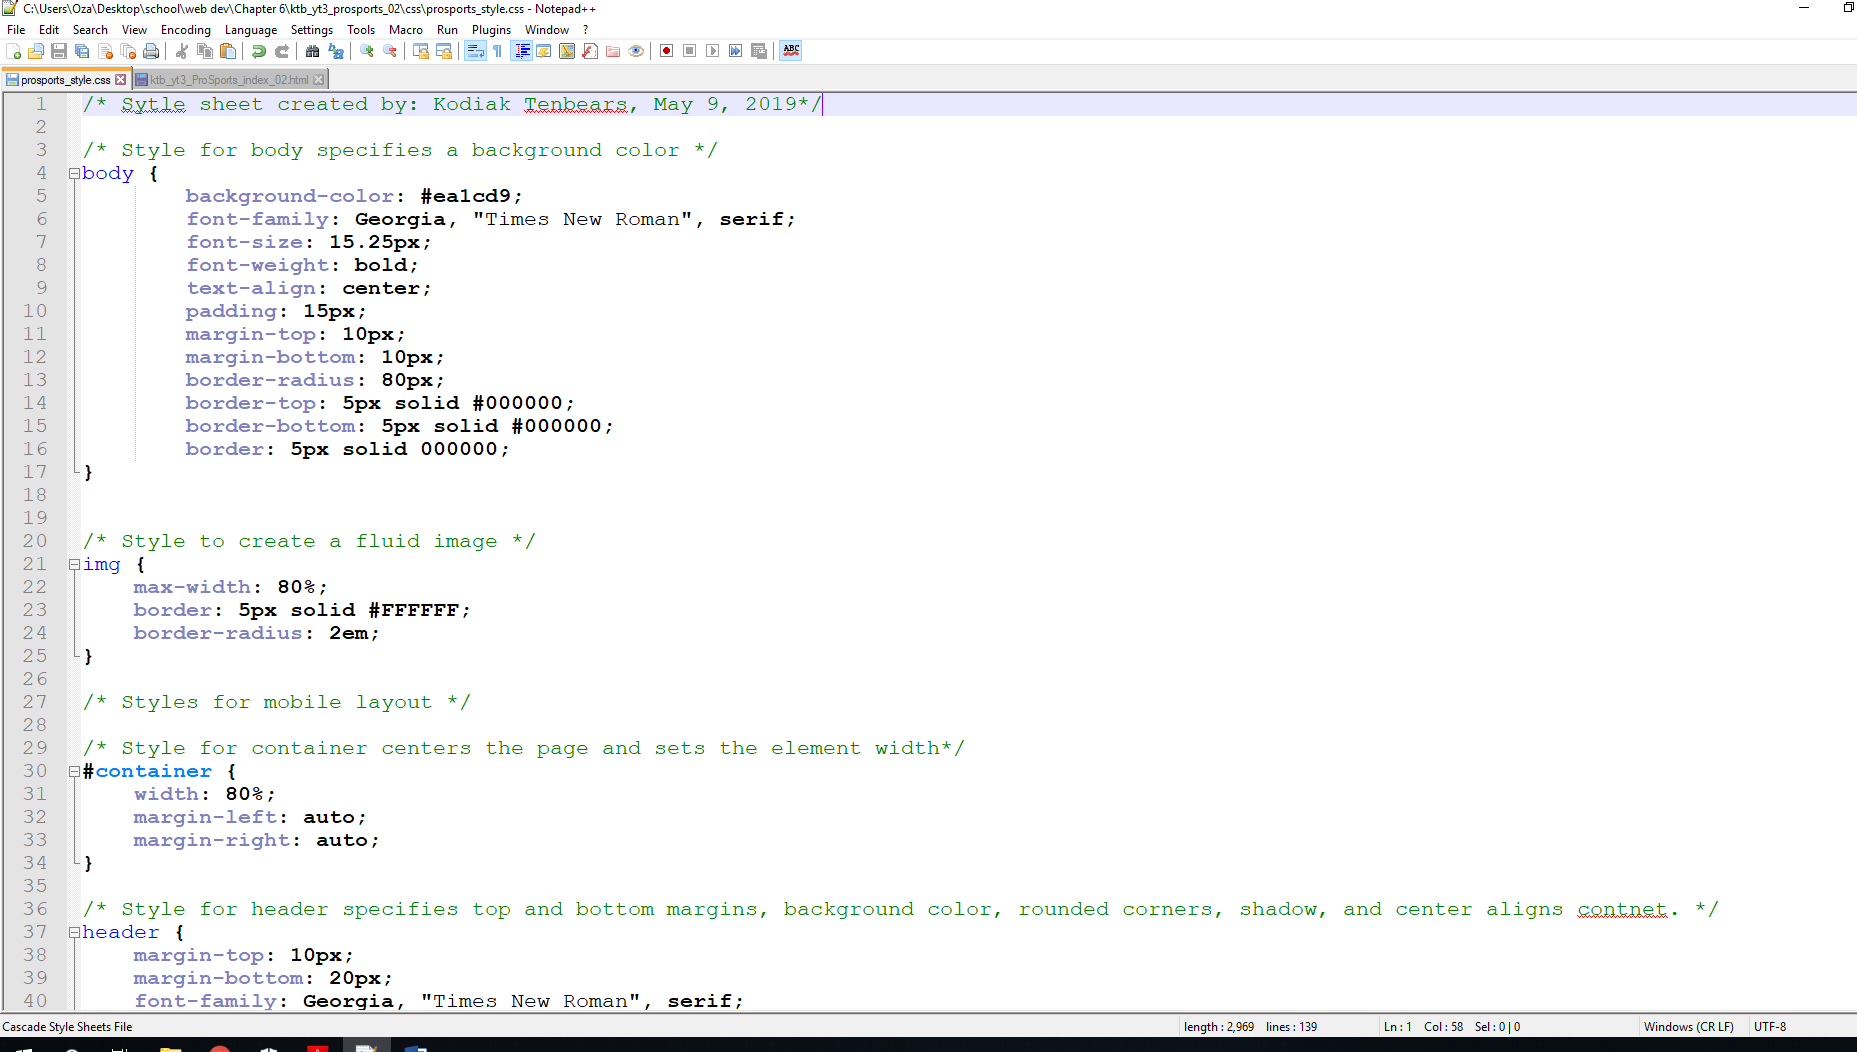 C:\Users\Oza\Desktop\school\web dev\Chapter 6\ktb_yt3_prosports_02\css\prosports_style.css - Notepad++
File Edit Search View Encoding Language Settings Tools Macro Run Plugins Window ?
ABC
prosports_style.css ktb_yt3_ProSports_index_02.html
1 /* Sytle sheet created by: Kodiak Tenbears, May 9, 2019*/
2
3 /* Style for body specifies a background color */
4 body {
5 background-color: #ea1cd9;
6 font-family: Georgia, "Times New Roman", serif;
7 font-size: 15.25px;
8 font-weight: bold;
9 text-align: center;
10 padding: 15px;
11 margin-top: 10px;
12 margin-bottom: 10px;
13 border-radius: 80px;
14 border-top: 5px solid #000000;
15 border-bottom: 5px solid #000000;
16 border: 5px solid 000000;
17 }
18
19
20 /* Style to create a fluid image */
21 img {
22 max-width: 80%;
23 border: 5px solid #FFFFFF;
24 border-radius: 2em;
25 }
26
27 /* Styles for mobile layout */
28
29 /* Style for container centers the page and sets the element width*/
30 #container {
31 width: 80%;
32 margin-left: auto;
33 margin-right: auto;
34 }
35
36 /* Style for header specifies top and bottom margins, background color, rounded corners, shadow, and center aligns contnet. */
37 header {
38 margin-top: 10px;
39 margin-bottom: 20px;
40 font-family: Georgia, "Times New Roman", serif;
Cascade Style Sheets File length : 2,969 lines : 139 Ln : 1 Col : 58 Sel : 0 | 0 Windows (CR LF) UTF-8